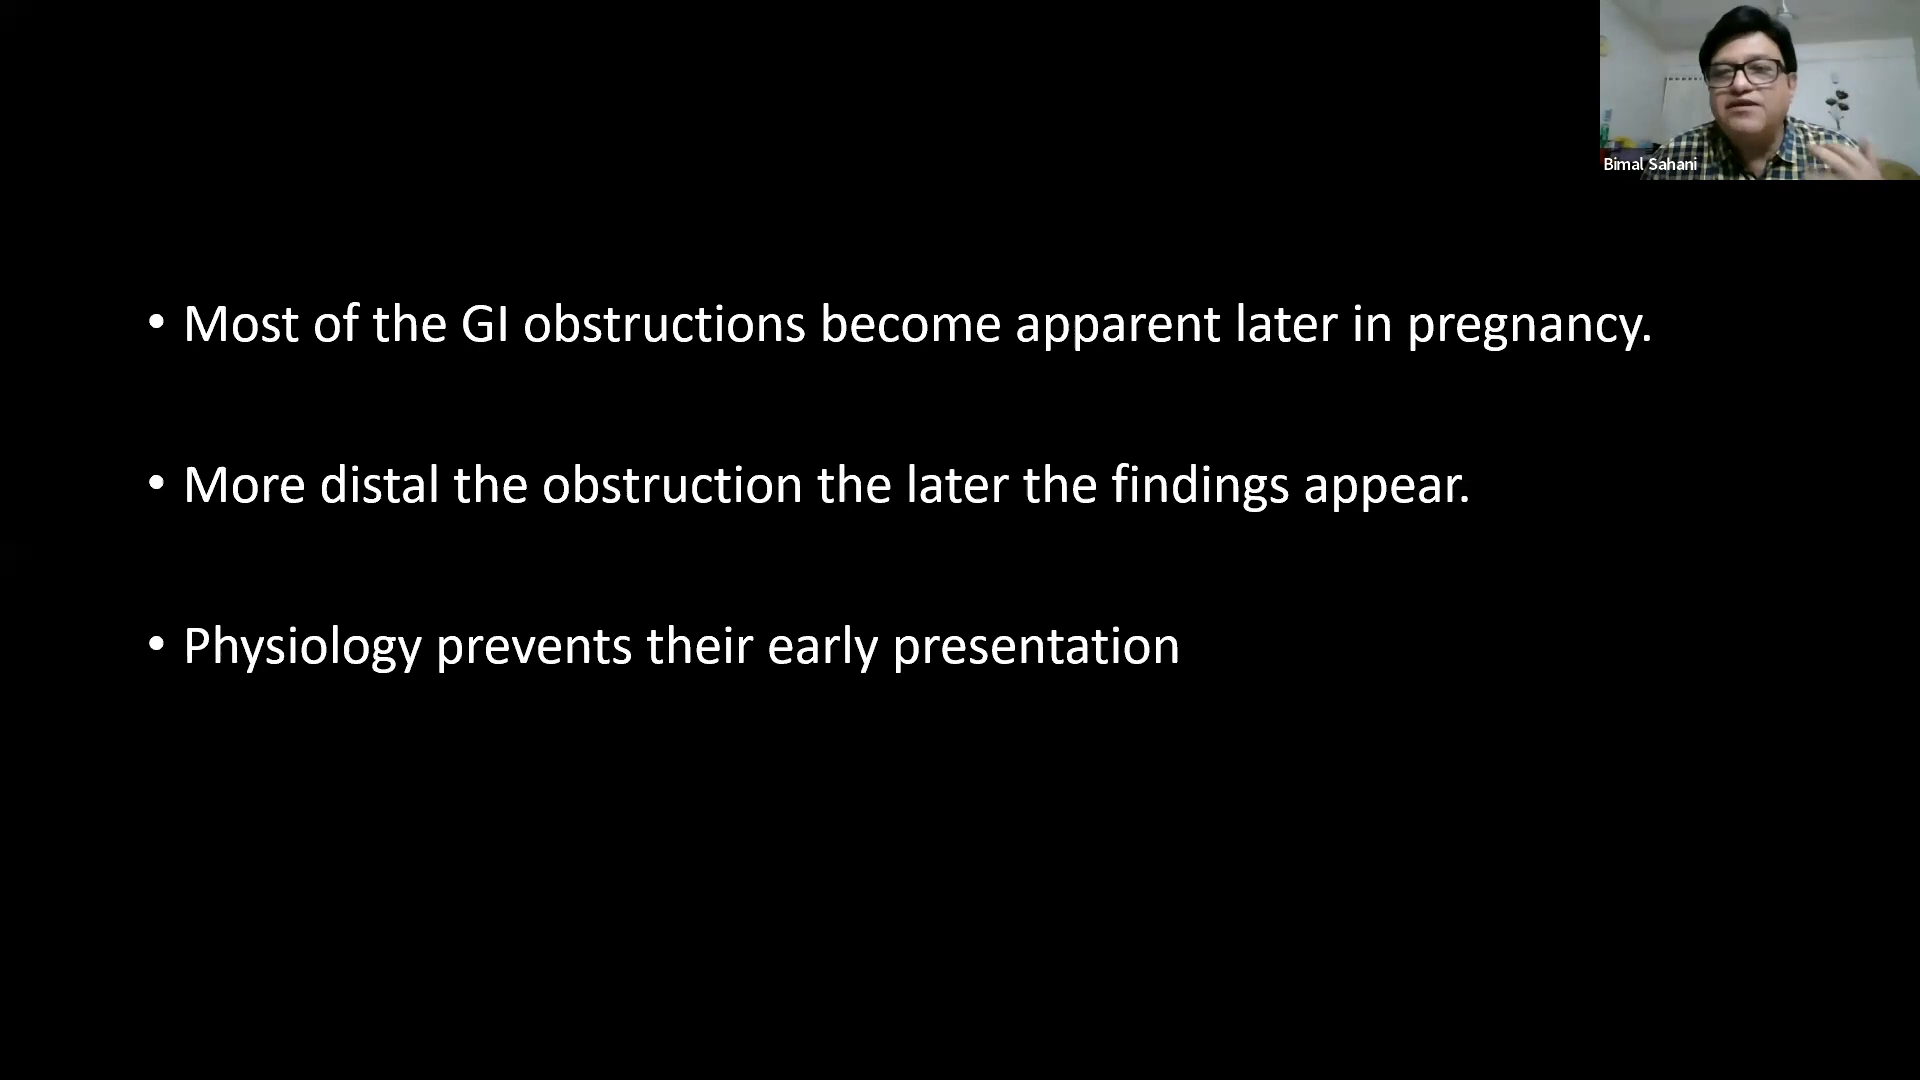 Bimal Sahani
• Most of the GI obstructions become apparent later in pregnancy.
• More distal the obstruction the later the findings appear.
• Physiology prevents their early presentation